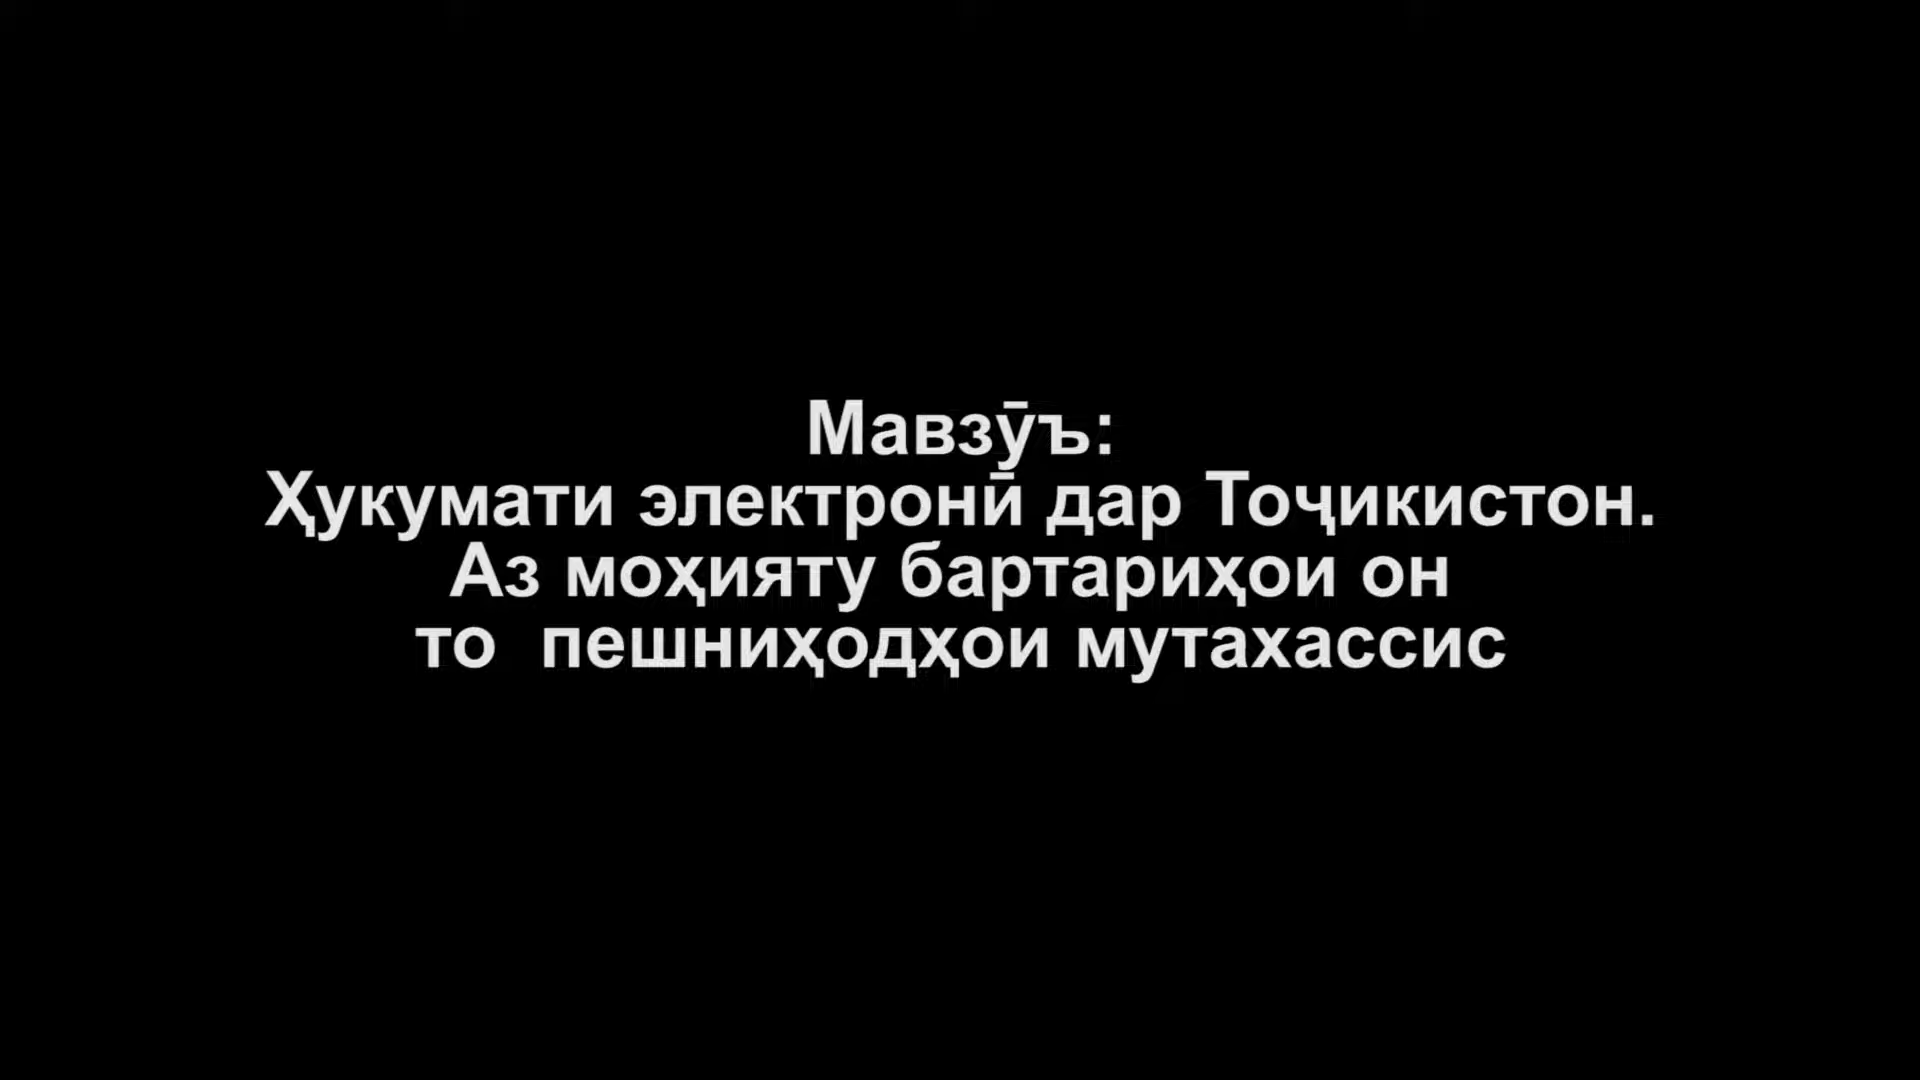 Мавзӯъ:
Ҳукумати электронӣ дар Тоҷикистон.
Аз моҳияту бартариҳои он
то пешниҳодҳои мутахассис